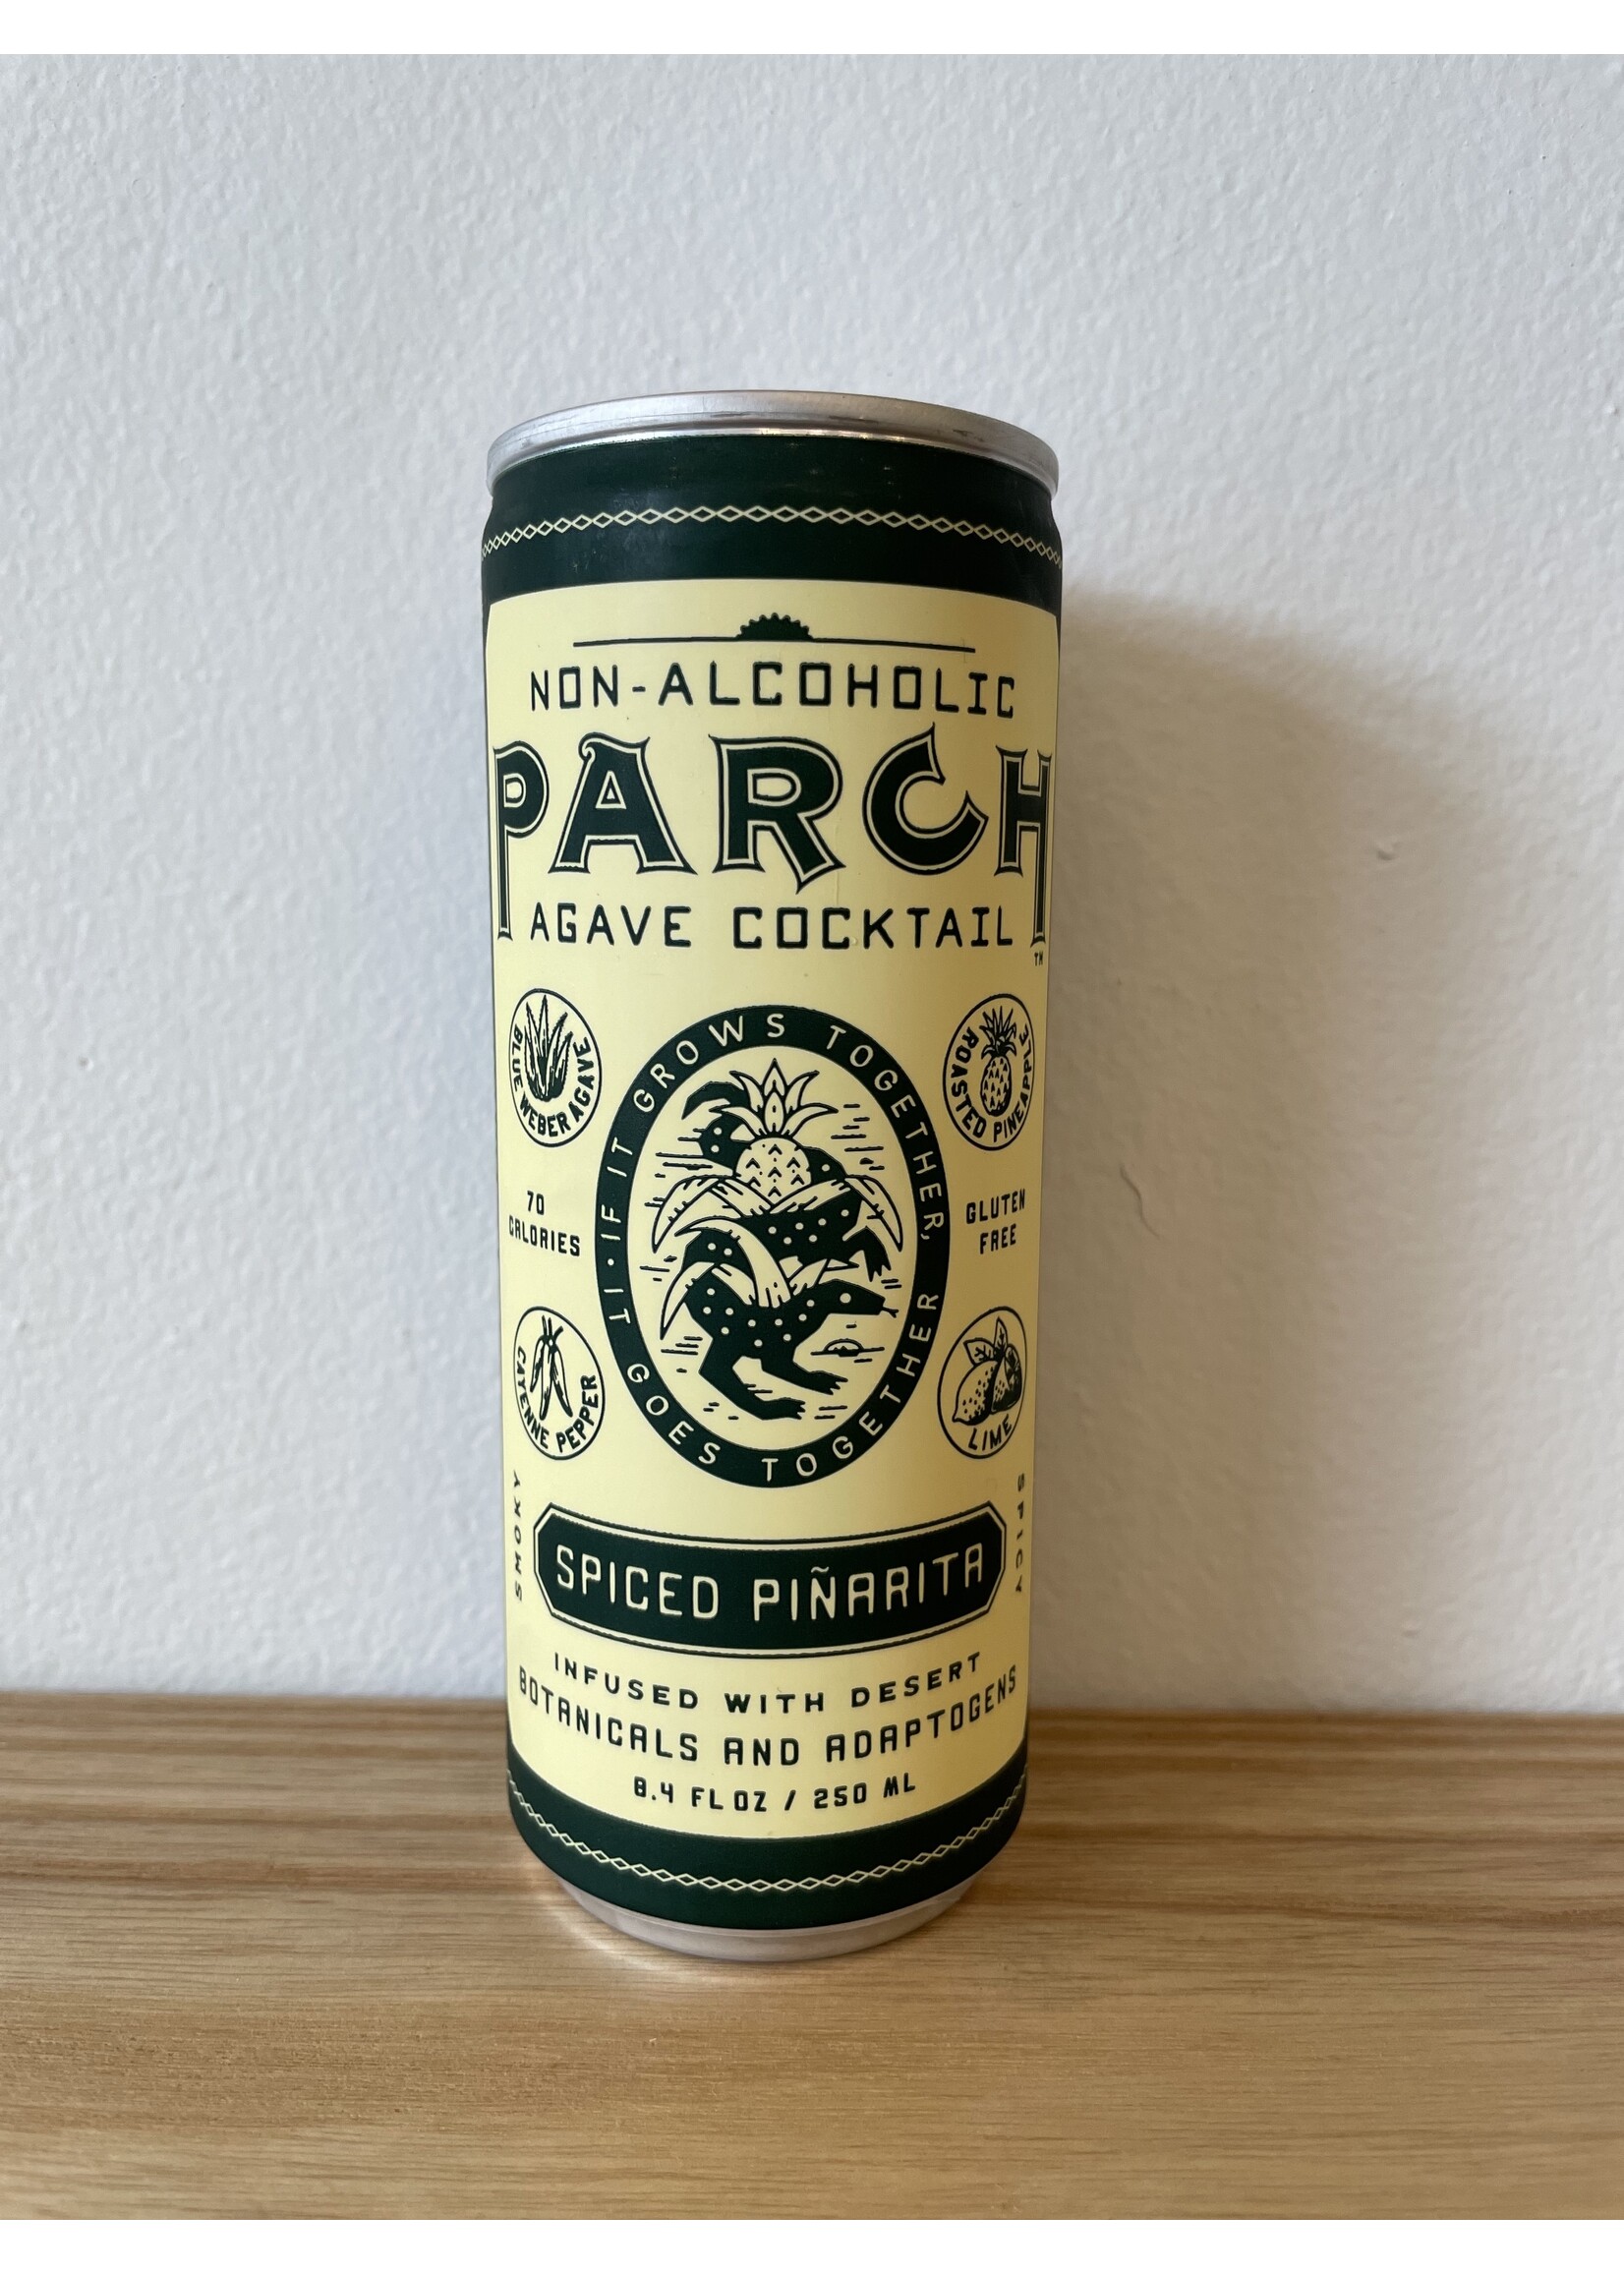 NON-ALCOHOLIC
PARCH
AGAVE COCKTAIL
TM
BLUE WEBER AGAVE
ROASTED PINEAPPLE
IF IT GROWS TOGETHER, IT GOES TOGETHER
70
CALORIES
GLUTEN
FREE
CAYENNE PEPPER
LIME
SMOKY
SPICY
SPICED PIÑARITA
INFUSED WITH DESERT
BOTANICALS AND ADAPTOGENS
8.4 FL OZ / 250 ML